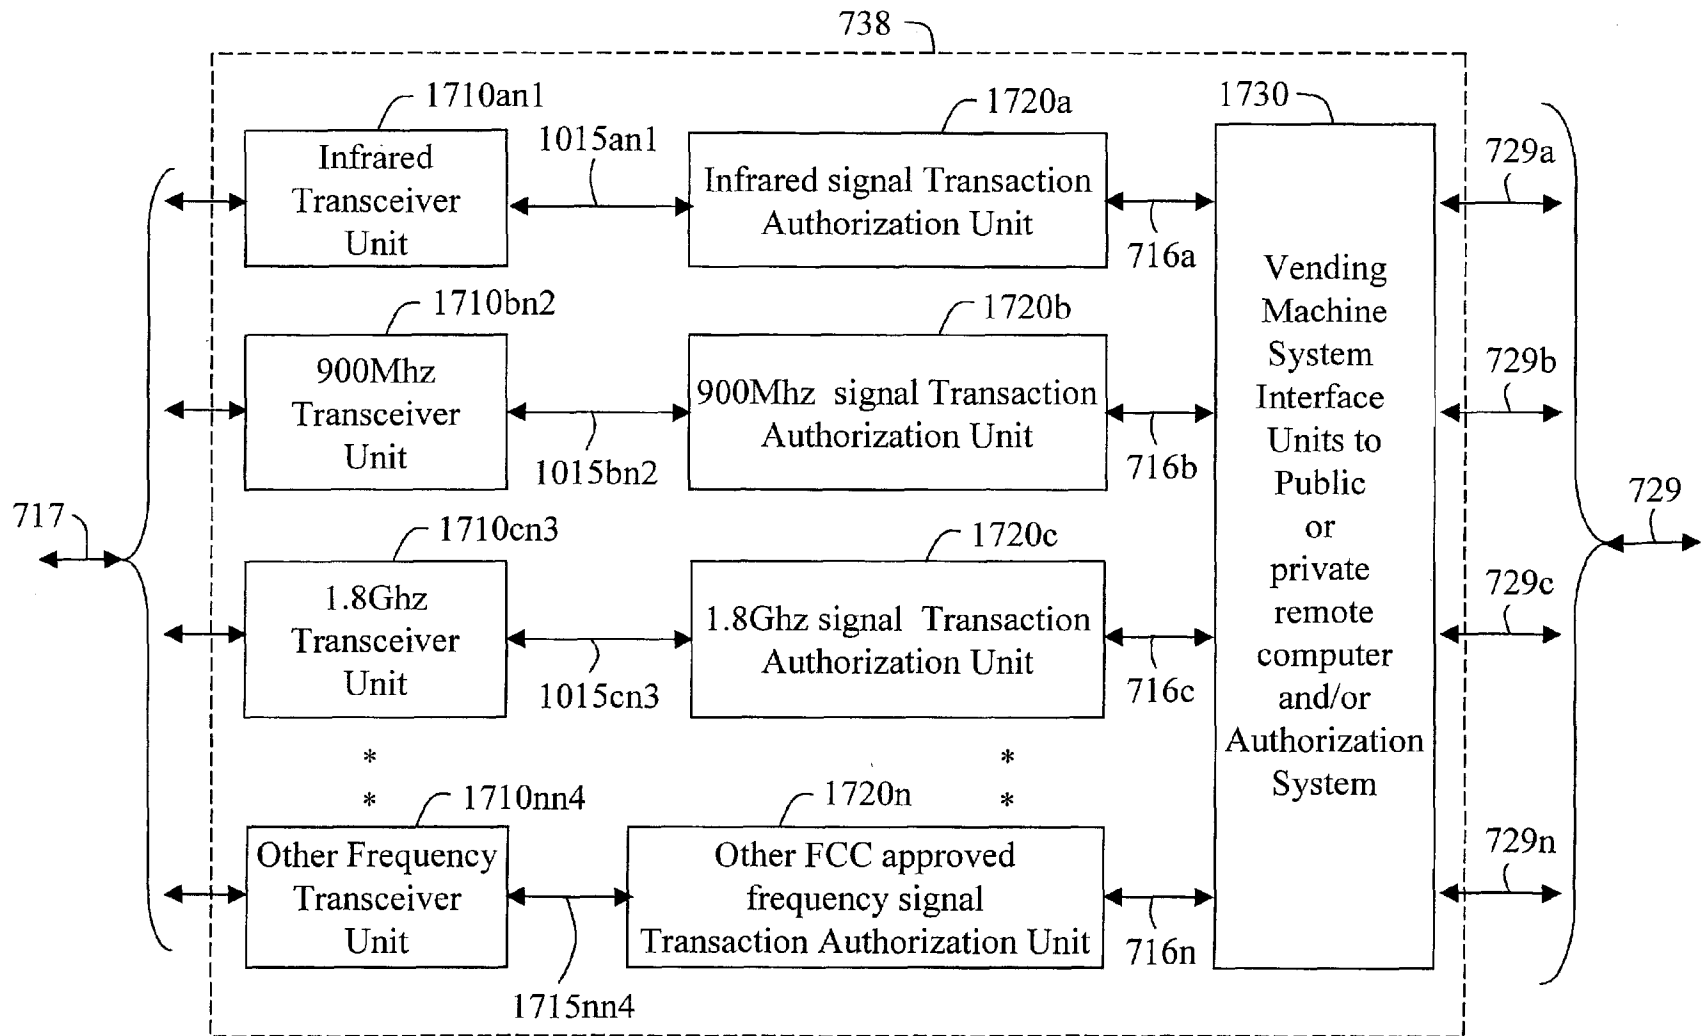 738
1710an1
1015an1
1720a
1730
729a
Infrared
Transceiver
Unit
Infrared signal Transaction
Authorization Unit
716a
1710bn2
1720b
729b
900Mhz
Transceiver
Unit
1015bn2
900Mhz signal Transaction
Authorization Unit
716b
Vending
Machine
System
Interface
Units to
Public
or
private
remote
computer
and/or
Authorization
System
717
729
1710cn3
1720c
729c
1.8Ghz
Transceiver
Unit
1015cn3
1.8Ghz signal Transaction
Authorization Unit
716c
* *
* *
1710nn4
1720n
729n
Other Frequency
Transceiver
Unit
1715nn4
Other FCC approved
frequency signal
Transaction Authorization Unit
716n